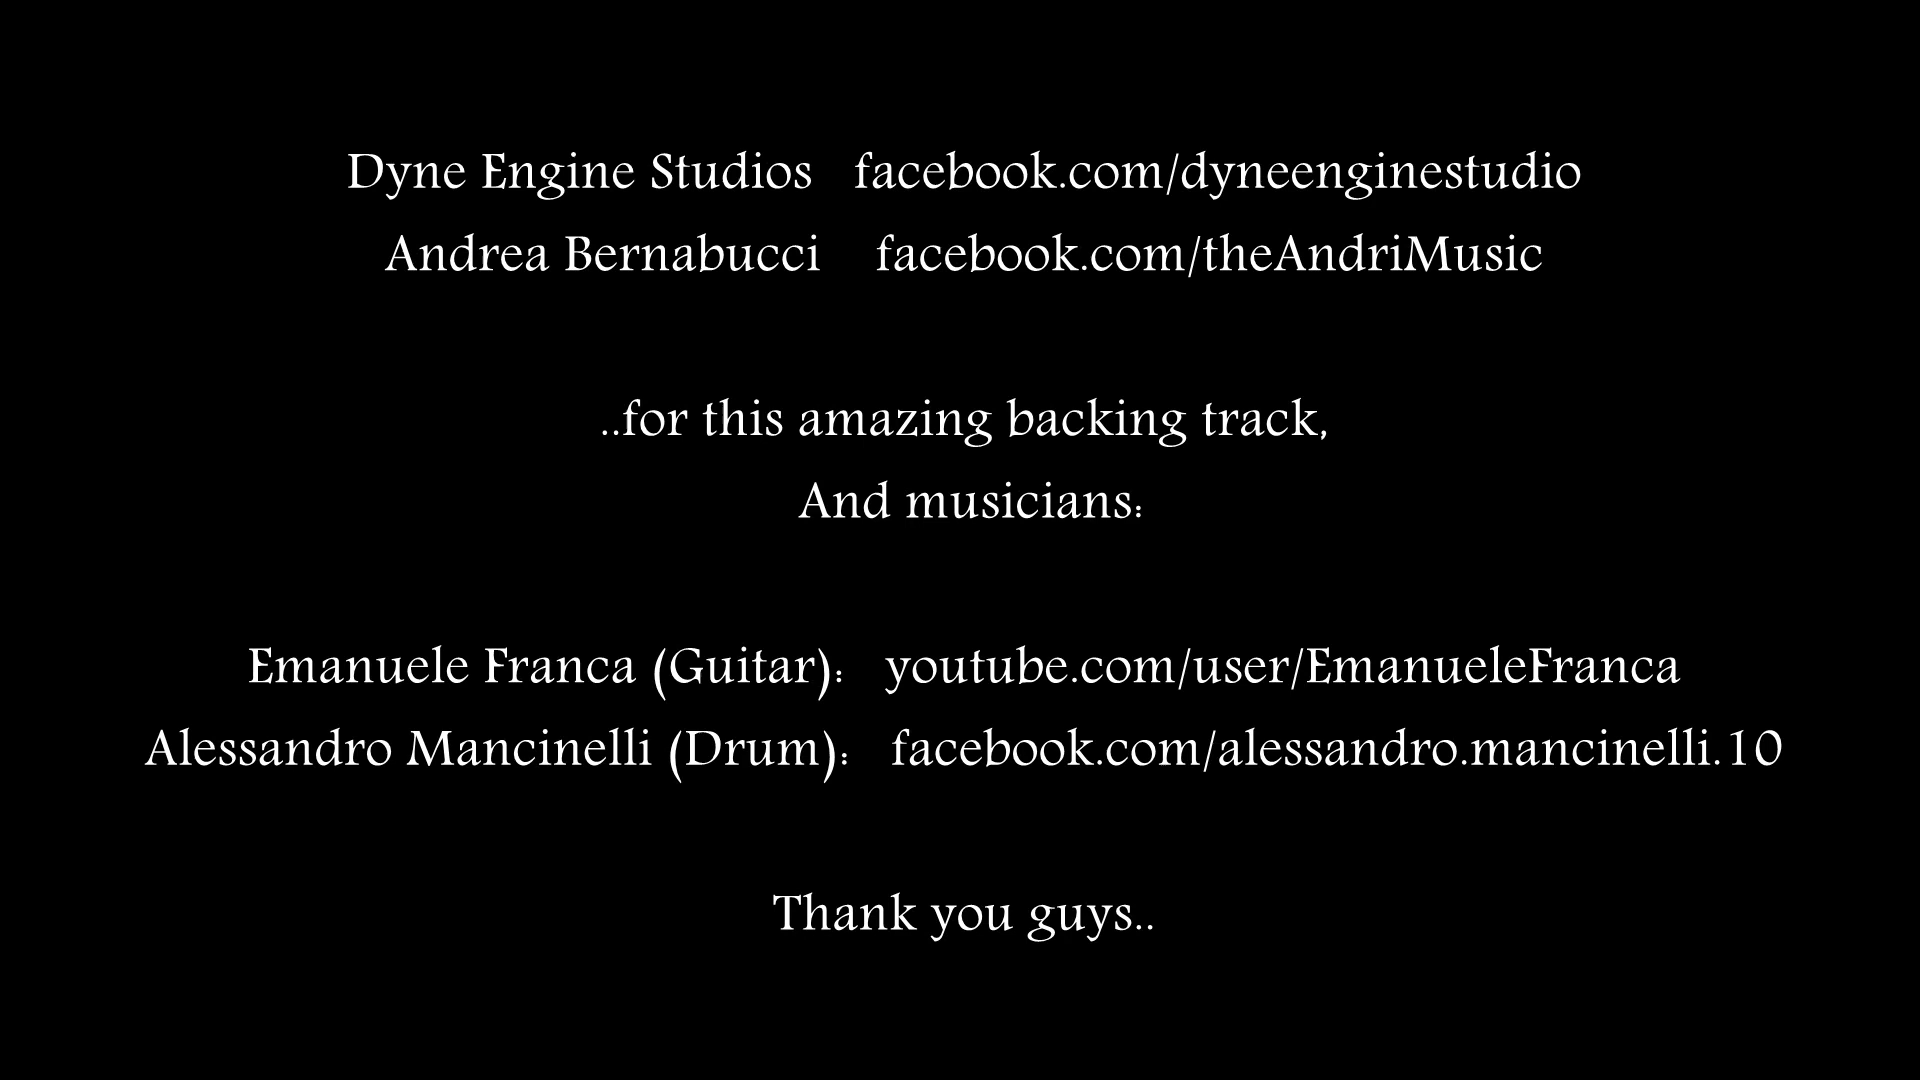 Dyne Engine Studios facebook.com/dyneenginestudio
Andrea Bernabucci facebook.com/theAndriMusic
..for this amazing backing track,
And musicians:
Emanuele Franca (Guitar): youtube.com/user/EmanueleFranca
Alessandro Mancinelli (Drum): facebook.com/alessandro.mancinelli.10
Thank you guys..